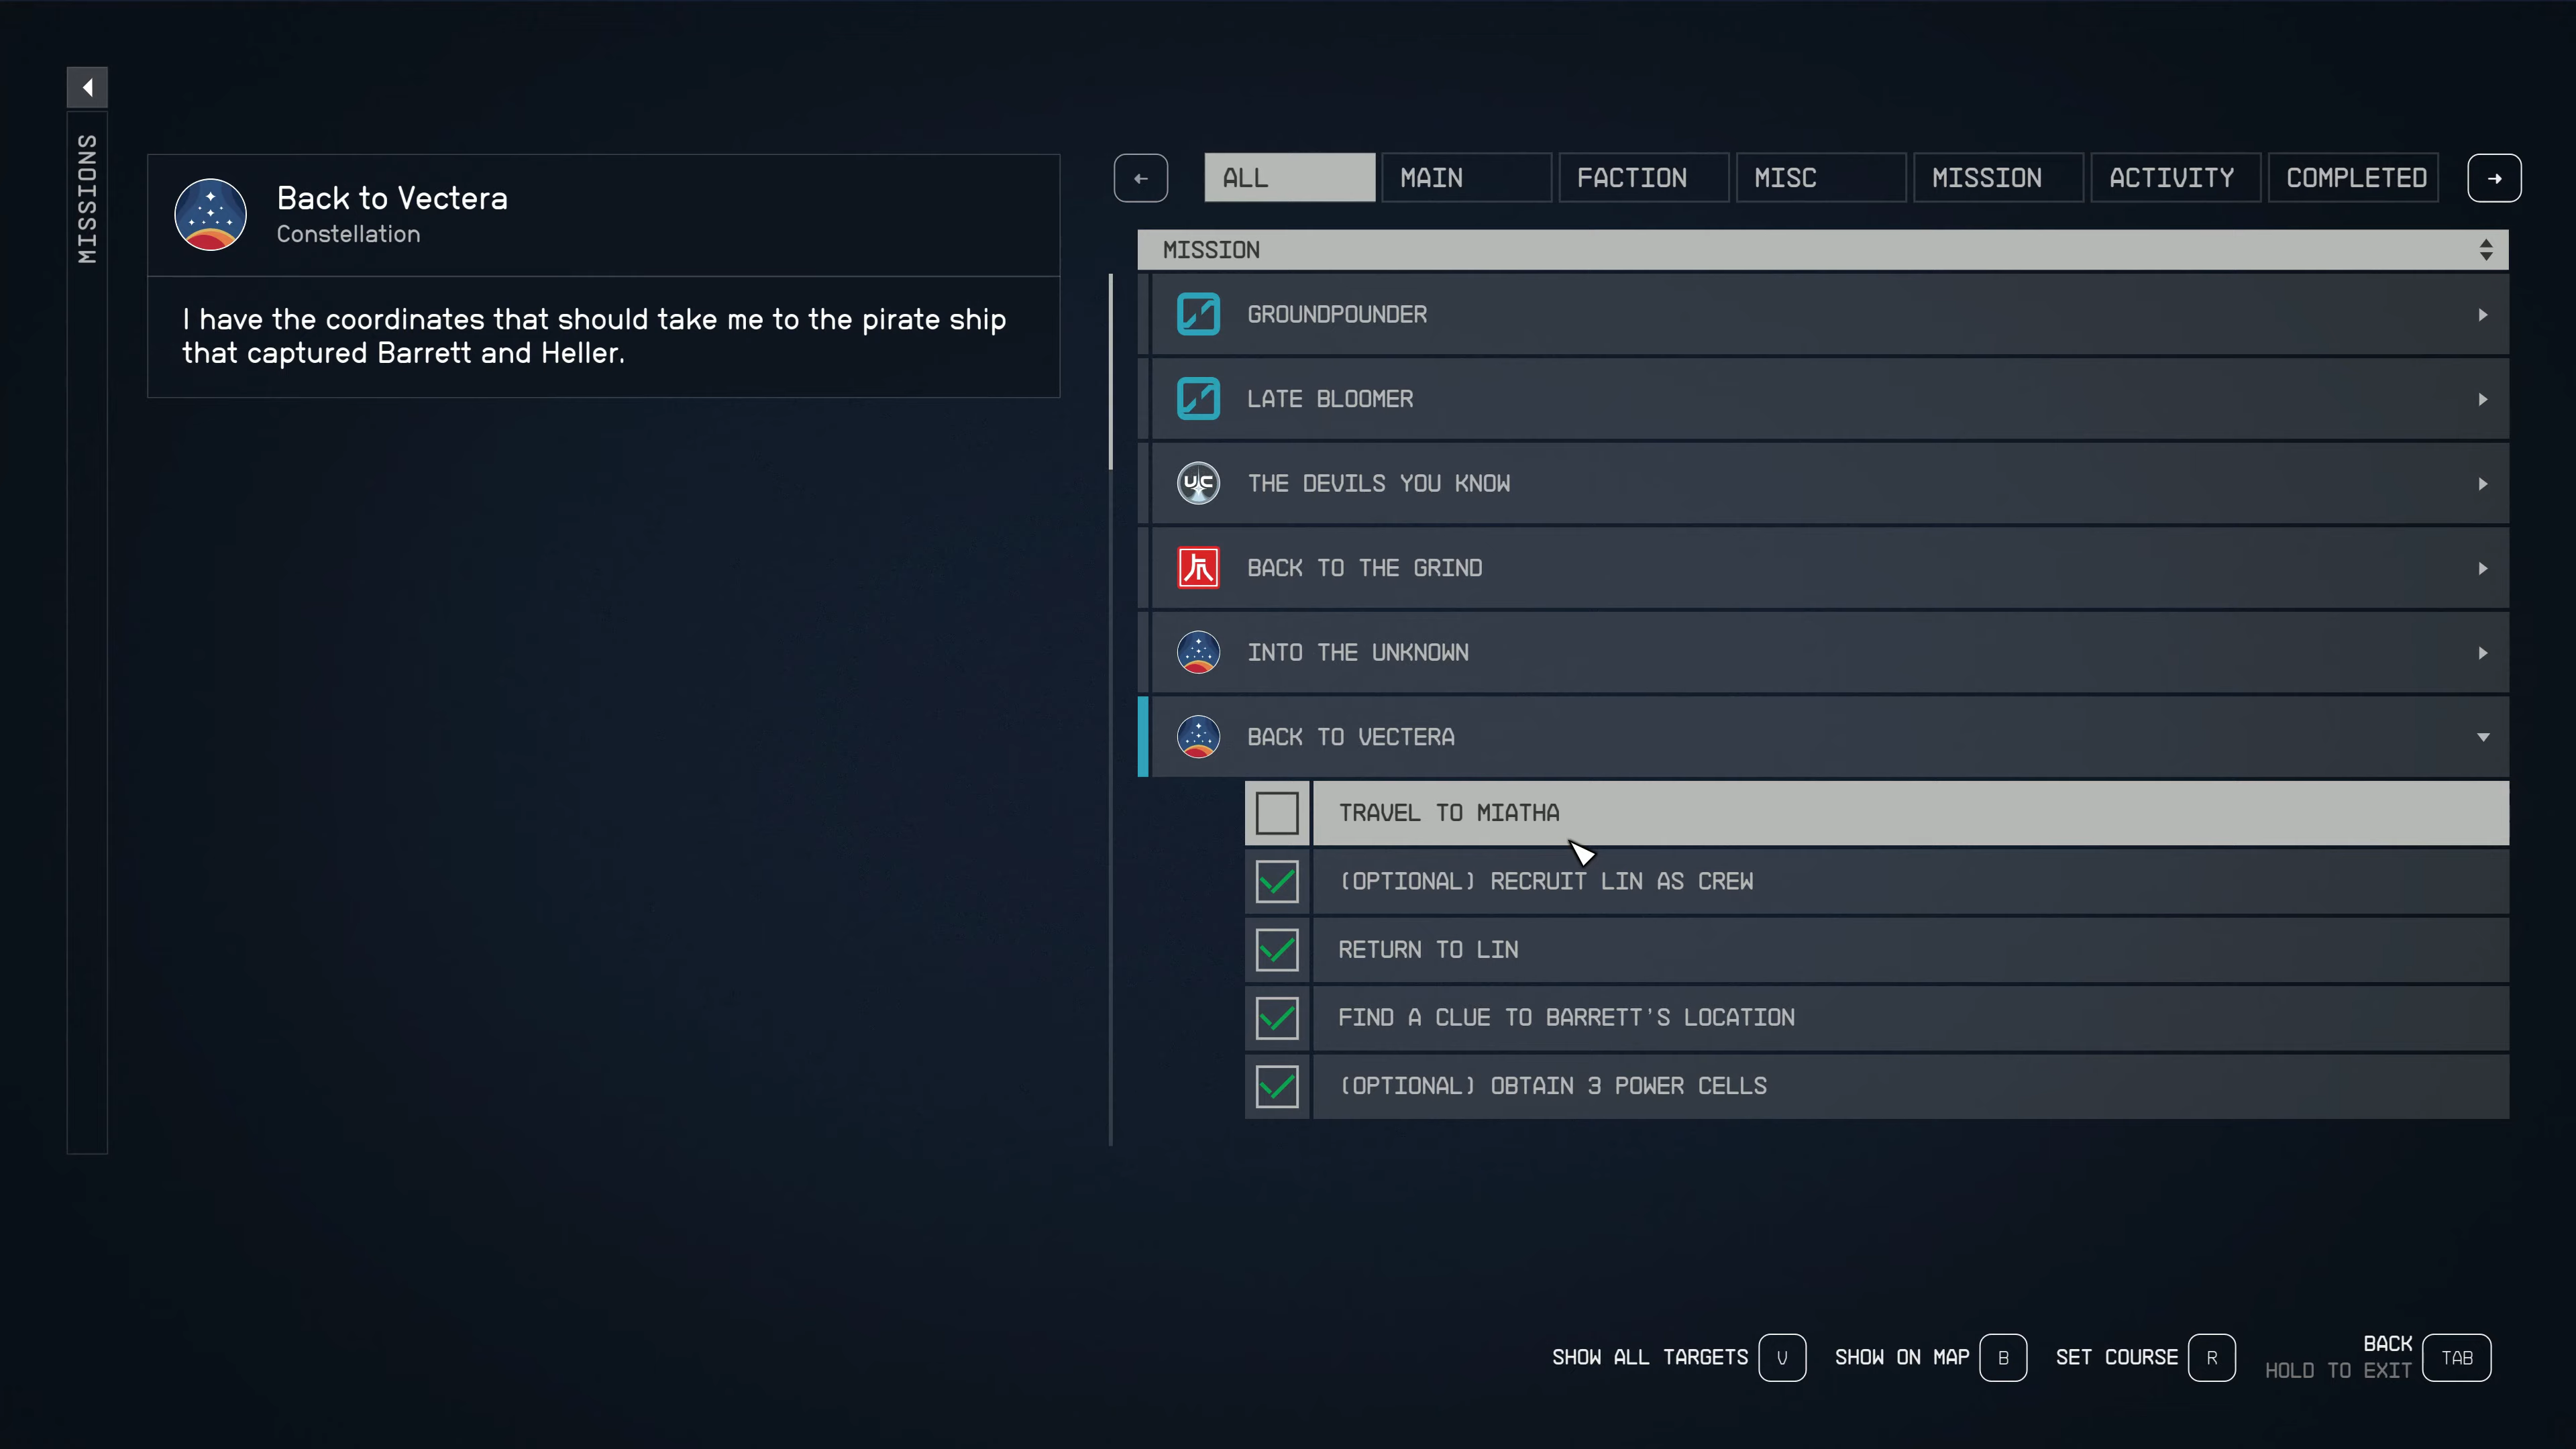 MISSIONS
Back to Vectera
Constellation
I have the coordinates that should take me to the pirate ship
that captured Barrett and Heller.
ALL
MAIN
FACTION
MISC
MISSION
ACTIVITY
COMPLETED
MISSION
GROUNDPOUNDER
LATE BLOOMER
UC
THE DEVILS YOU KNOW
BACK TO THE GRIND
INTO THE UNKNOWN
BACK TO VECTERA
TRAVEL TO MIATHA
(OPTIONAL) RECRUIT LIN AS CREW
RETURN TO LIN
FIND A CLUE TO BARRETT'S LOCATION
(OPTIONAL) OBTAIN 3 POWER CELLS
SHOW ALL TARGETS V
SHOW ON MAP B
SET COURSE R
BACK
HOLD TO EXIT
TAB